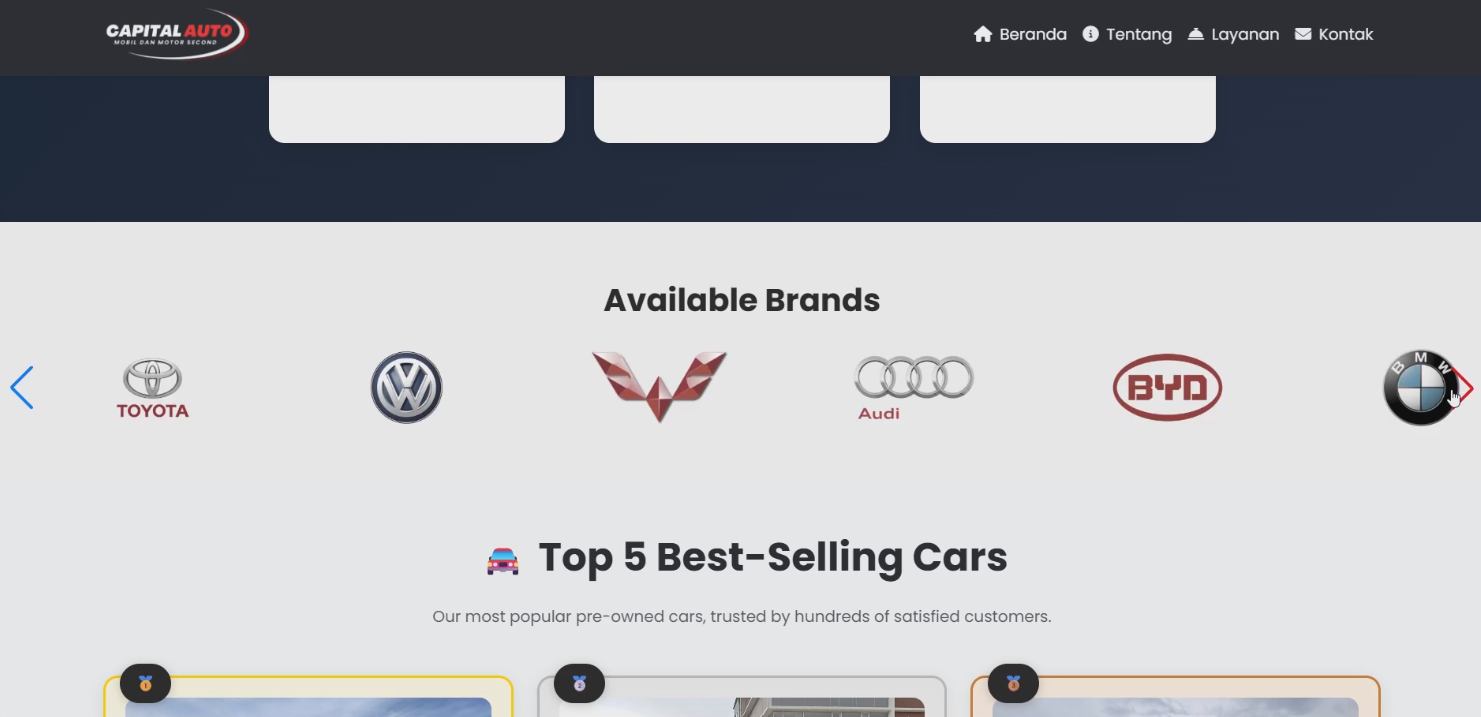 CAPITAL AUTO
MOBIL DAN MOTOR SECOND
Beranda
Tentang
Layanan
Kontak
Available Brands
TOYOTA
Audi
BYD
BMW
Top 5 Best-Selling Cars
Our most popular pre-owned cars, trusted by hundreds of satisfied customers.
1
2
3